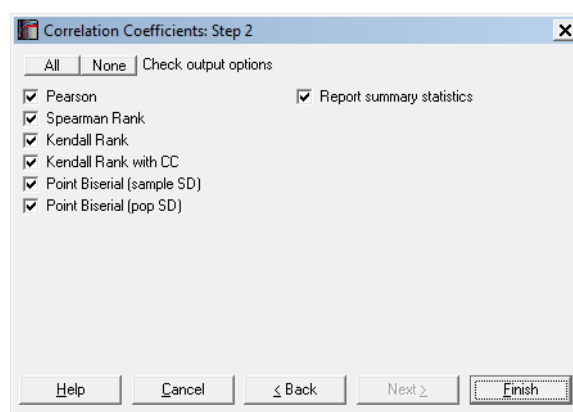 Correlation Coefficients: Step 2
All None Check output options
Pearson
Report summary statistics
Spearman Rank
Kendall Rank
Kendall Rank with CC
Point Biserial (sample SD)
Point Biserial (pop SD)
Help Cancel < Back Next > Finish